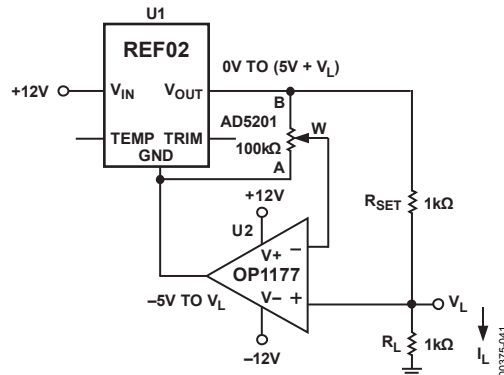 U1
REF02
0V TO (5V + VL)
+12V
VIN
VOUT
B
AD5201
W
100kΩ
TEMP
TRIM
GND
A
+12V
U2
V+
−
RSET
1kΩ
OP1177
−5V TO VL
V−
+
VL
−12V
RL
1kΩ
IL
00375-041